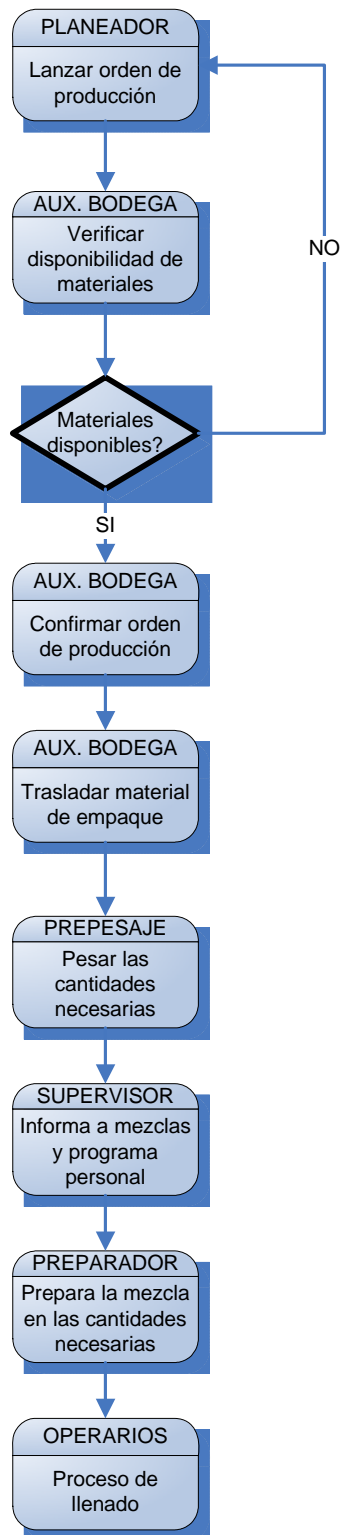 PLANEADOR
Lanzar orden de
producción
AUX. BODEGA
Verificar
disponibilidad de
materiales
NO
Materiales
disponibles?
SI
AUX. BODEGA
Confirmar orden
de producción
AUX. BODEGA
Trasladar material
de empaque
PREPESAJE
Pesar las
cantidades
necesarias
SUPERVISOR
Informa a mezclas
y programa
personal
PREPARADOR
Prepara la mezcla
en las cantidades
necesarias
OPERARIOS
Proceso de
llenado